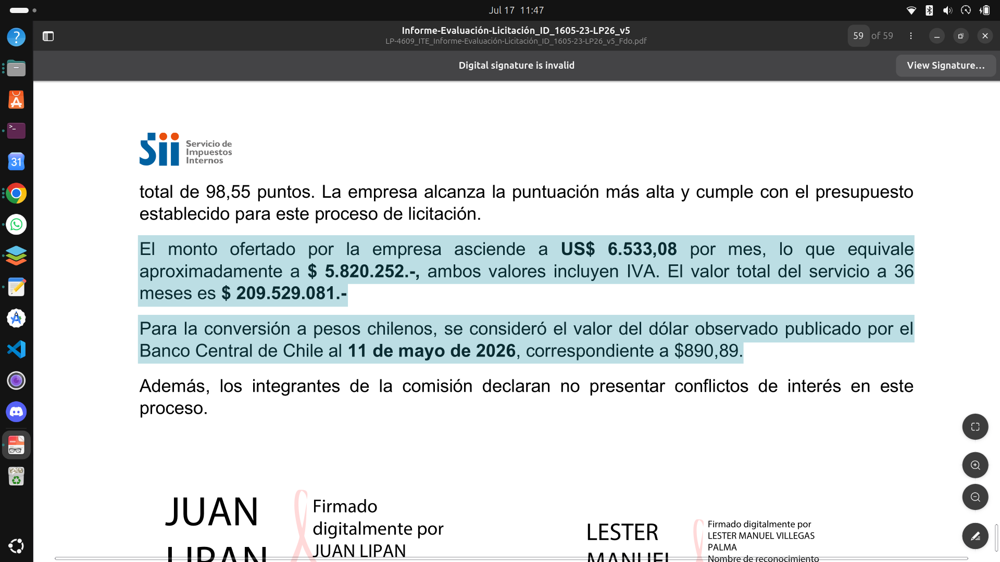 Jul 17 11:47
Informe-Evaluación-Licitación_ID_1605-23-LP26_v5
LP-4609_ITE_Informe-Evaluación-Licitación_ID_1605-23-LP26_v5_Fdo.pdf
59 of 59
Digital signature is invalid
View Signature…
31
Sii Servicio de
Impuestos
Internos
total de 98,55 puntos. La empresa alcanza la puntuación más alta y cumple con el presupuesto
establecido para este proceso de licitación.
El monto ofertado por la empresa asciende a US$ 6.533,08 por mes, lo que equivale
aproximadamente a $ 5.820.252.-, ambos valores incluyen IVA. El valor total del servicio a 36
meses es $ 209.529.081.-
Para la conversión a pesos chilenos, se consideró el valor del dólar observado publicado por el
Banco Central de Chile al 11 de mayo de 2026, correspondiente a $890,89.
Además, los integrantes de la comisión declaran no presentar conflictos de interés en este
proceso.
JUAN
LIPAN
Firmado
digitalmente por
JUAN LIPAN
LESTER
MANUEL
Firmado digitalmente por
LESTER MANUEL VILLEGAS
PALMA
Nombre de reconocimiento